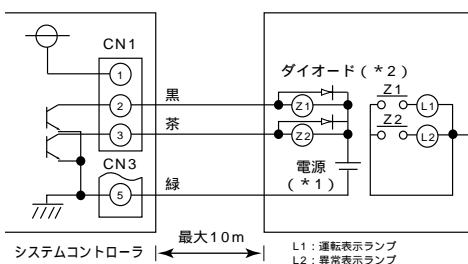 CN1
1
2
3
CN3
5
黒
茶
緑
ダイオード(*2)
Z1
Z2
電源
(*1)
Z1
L1
Z2
L2
システムコントローラ
最大10m
L1:運転表示ランプ
L2:異常表示ランプ